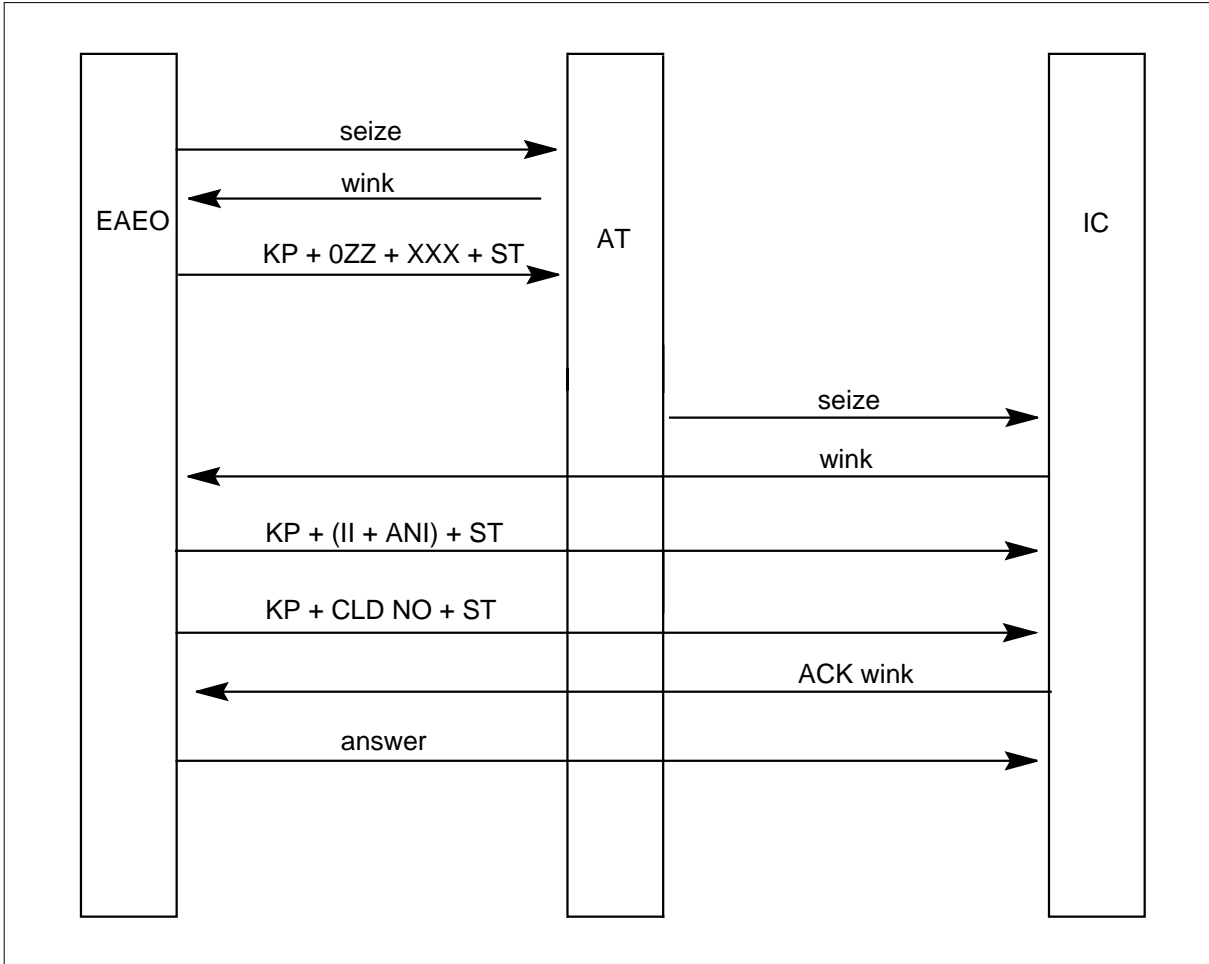 seize
wink
EAEO
AT
IC
KP + 0ZZ + XXX + ST
seize
wink
KP + (II + ANI) + ST
KP + CLD NO + ST
ACK wink
answer